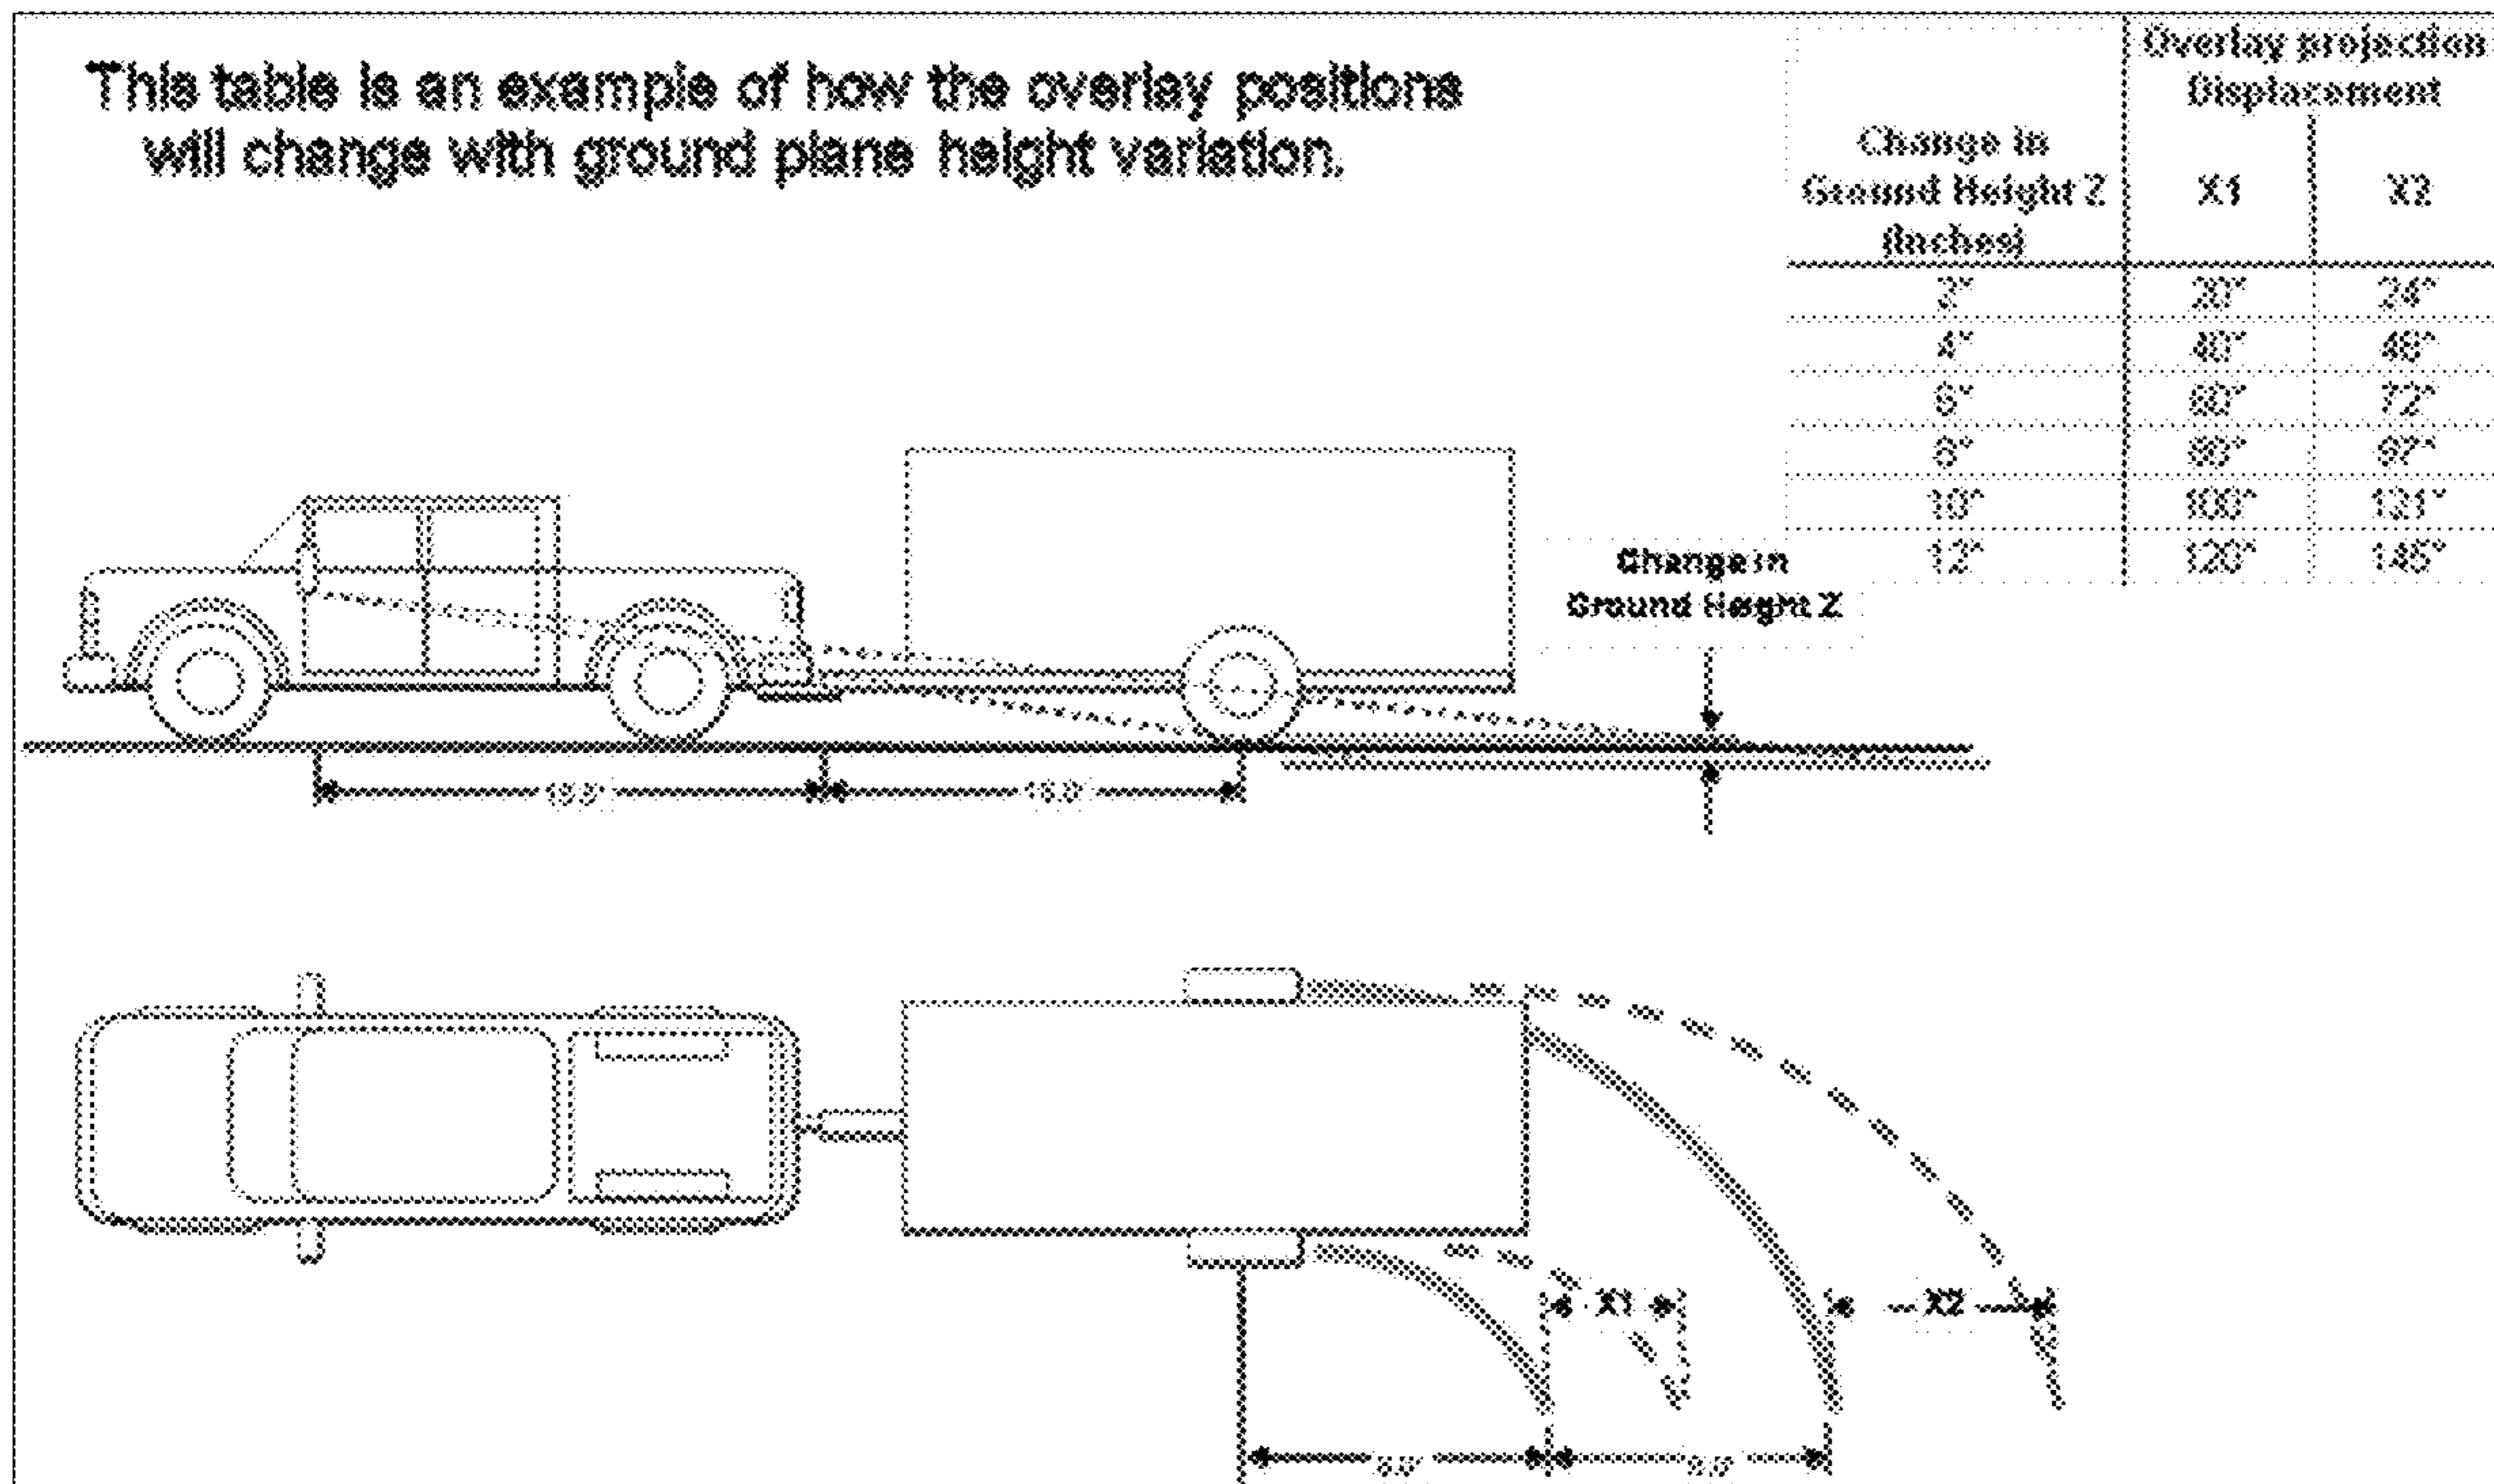 This table is an example of how the overlay positions
will change with ground plane height variation.
Overlay projection
Displacement
Change in
Ground Height Z
(Inches)
X1
X2
2" 20" 24"
4" 40" 48"
6" 60" 72"
8" 80" 97"
10" 100" 121"
12" 120" 145"
Change in
Ground Height Z
X1
X2